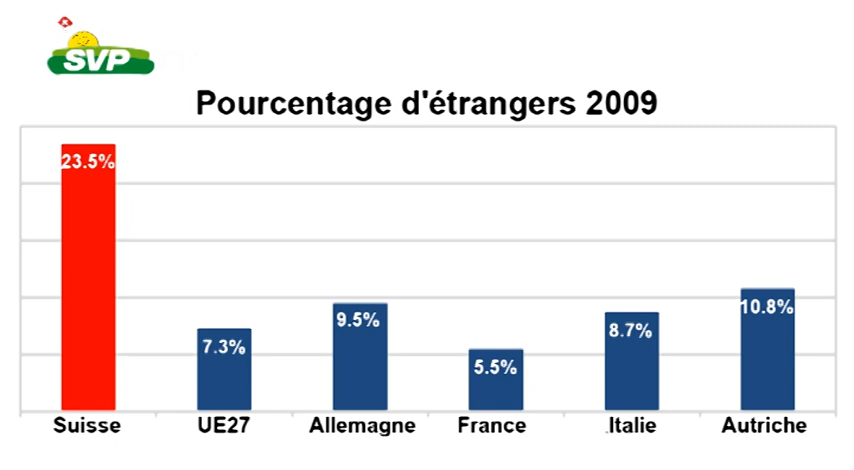 SVP
Pourcentage d'étrangers 2009
23.5%
7.3%
9.5%
5.5%
8.7%
10.8%
Suisse UE27 Allemagne France Italie Autriche